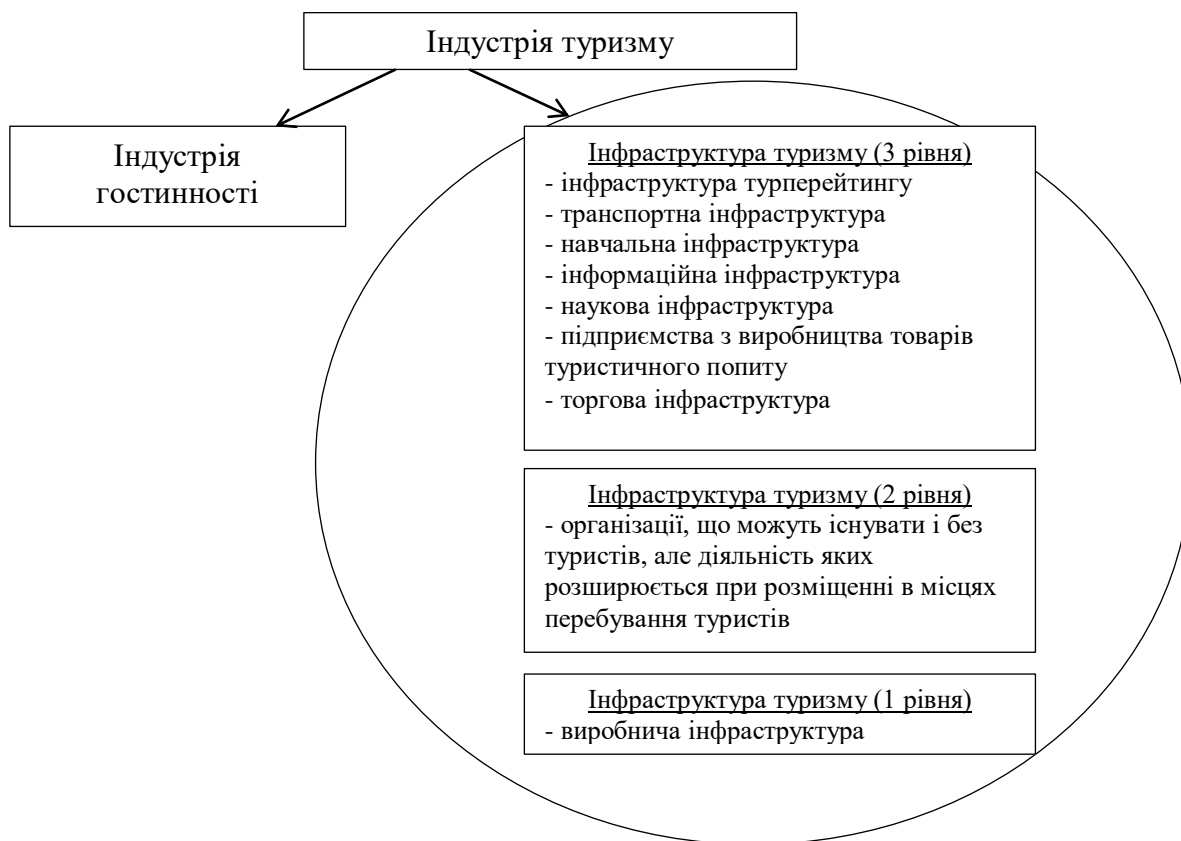 Індустрія туризму
Індустрія
гостинності
Інфраструктура туризму (3 рівня)
- інфраструктура турперейтингу
- транспортна інфраструктура
- навчальна інфраструктура
- інформаційна інфраструктура
- наукова інфраструктура
- підприємства з виробництва товарів
туристичного попиту
- торгова інфраструктура
Інфраструктура туризму (2 рівня)
- організації, що можуть існувати і без
туристів, але діяльність яких
розширюється при розміщенні в місцях
перебування туристів
Інфраструктура туризму (1 рівня)
- виробнича інфраструктура